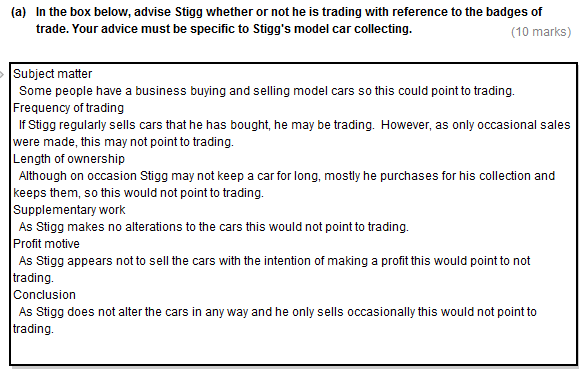 (a) In the box below, advise Stigg whether or not he is trading with reference to the badges of
trade. Your advice must be specific to Stigg's model car collecting.
(10 marks)
Subject matter
Some people have a business buying and selling model cars so this could point to trading.
Frequency of trading
If Stigg regularly sells cars that he has bought, he may be trading. However, as only occasional sales
were made, this may not point to trading.
Length of ownership
Although on occasion Stigg may not keep a car for long, mostly he purchases for his collection and
keeps them, so this would not point to trading.
Supplementary work
As Stigg makes no alterations to the cars this would not point to trading.
Profit motive
As Stigg appears not to sell the cars with the intention of making a profit this would point to not
trading.
Conclusion
As Stigg does not alter the cars in any way and he only sells occasionally this would not point to
trading.